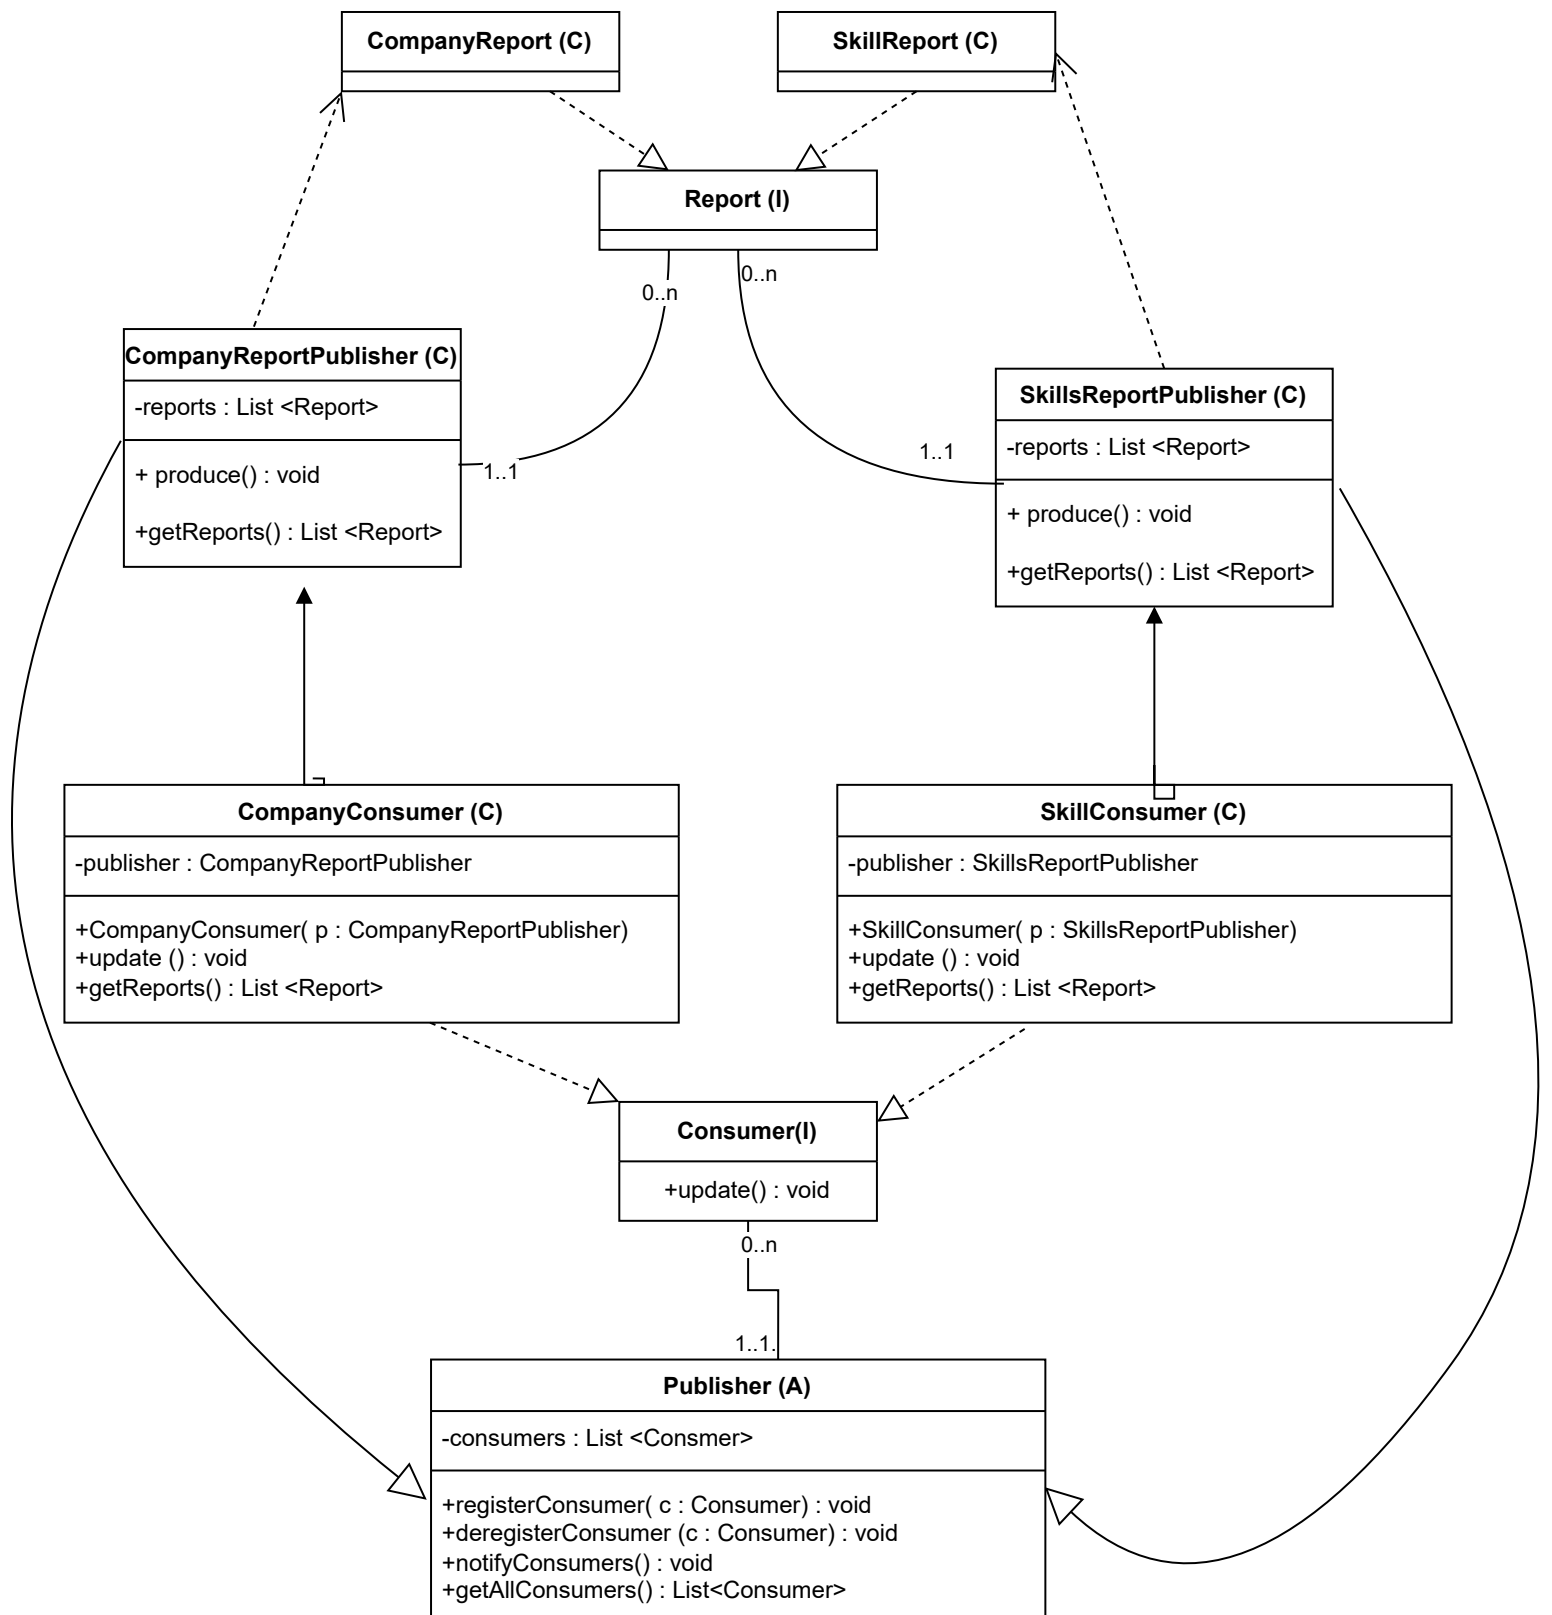 CompanyReport (C)
SkillReport (C)
Report (I)
0..n
0..n
CompanyReportPublisher (C)
-reports : List <Report>
+ produce() : void
+getReports() : List <Report>
1..1
1..1
SkillsReportPublisher (C)
-reports : List <Report>
+ produce() : void
+getReports() : List <Report>
CompanyConsumer (C)
-publisher : CompanyReportPublisher
+CompanyConsumer( p : CompanyReportPublisher)
+update () : void
+getReports() : List <Report>
SkillConsumer (C)
-publisher : SkillsReportPublisher
+SkillConsumer( p : SkillsReportPublisher)
+update () : void
+getReports() : List <Report>
Consumer(I)
+update() : void
0..n
1..1.
Publisher (A)
-consumers : List <Consmer>
+registerConsumer( c : Consumer) : void
+deregisterConsumer (c : Consumer) : void
+notifyConsumers() : void
+getAllConsumers() : List<Consumer>